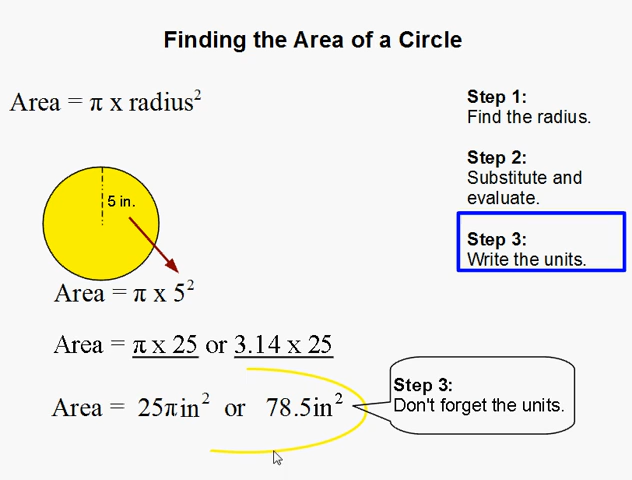 Finding the Area of a Circle
Area = π x radius²
Step 1:
Find the radius.
Step 2:
Substitute and
evaluate.
5 in.
Step 3:
Write the units.
Area = π x 5²
Area = π x 25 or 3.14 x 25
Step 3:
Don't forget the units.
Area = 25πin² or 78.5in²